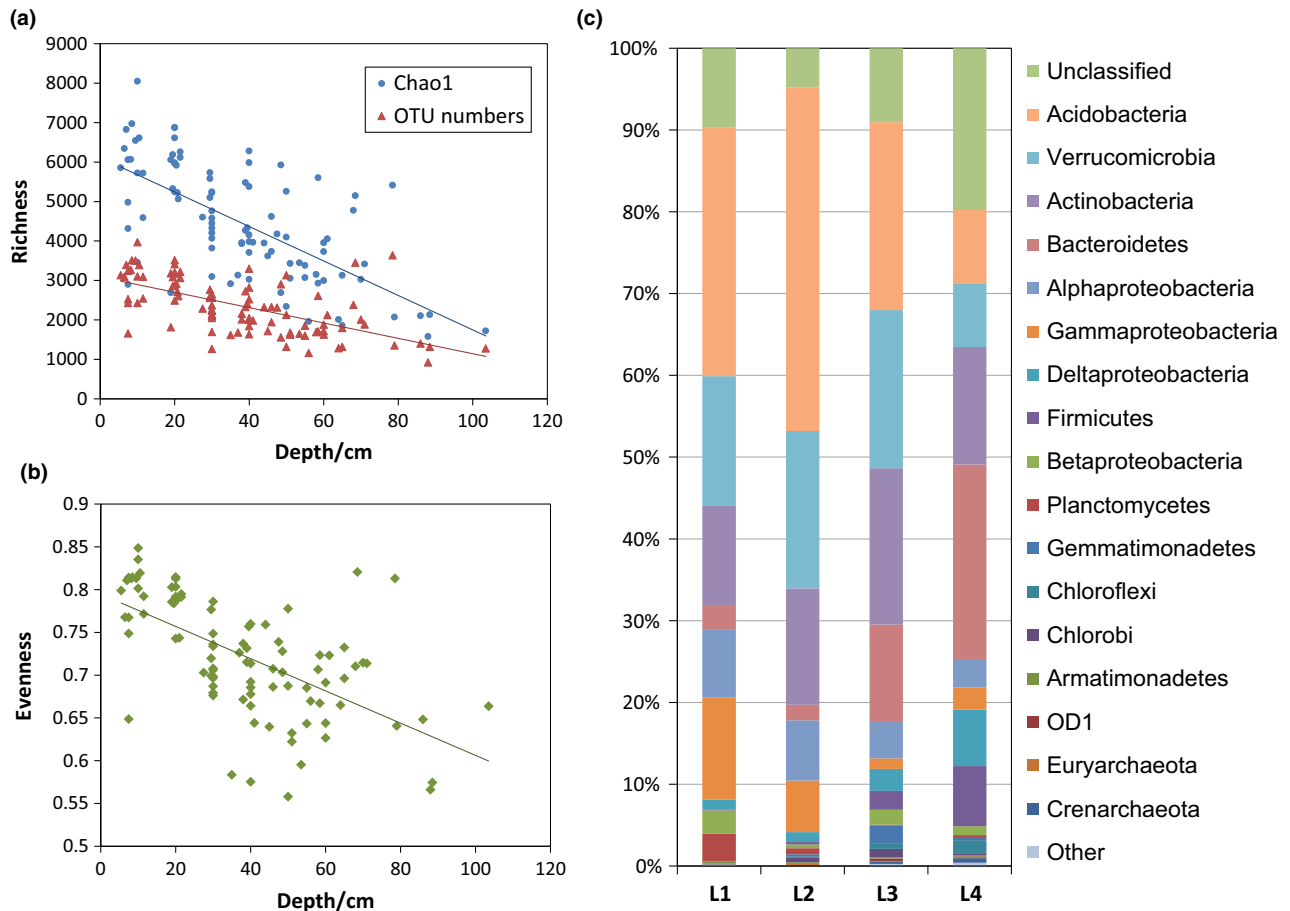 (a)
9000
8000
7000
6000
5000
4000
3000
2000
1000
0
Richness
Chao1
OTU numbers
0 20 40 60 80 100 120
Depth/cm
(b)
0.9
0.85
0.8
0.75
0.7
0.65
0.6
0.55
0.5
Evenness
0 20 40 60 80 100 120
Depth/cm
(c)
100%
90%
80%
70%
60%
50%
40%
30%
20%
10%
0%
L1 L2 L3 L4
Unclassified
Acidobacteria
Verrucomicrobia
Actinobacteria
Bacteroidetes
Alphaproteobacteria
Gammaproteobacteria
Deltaproteobacteria
Firmicutes
Betaproteobacteria
Planctomycetes
Gemmatimonadetes
Chloroflexi
Chlorobi
Armatimonadetes
OD1
Euryarchaeota
Crenarchaeota
Other